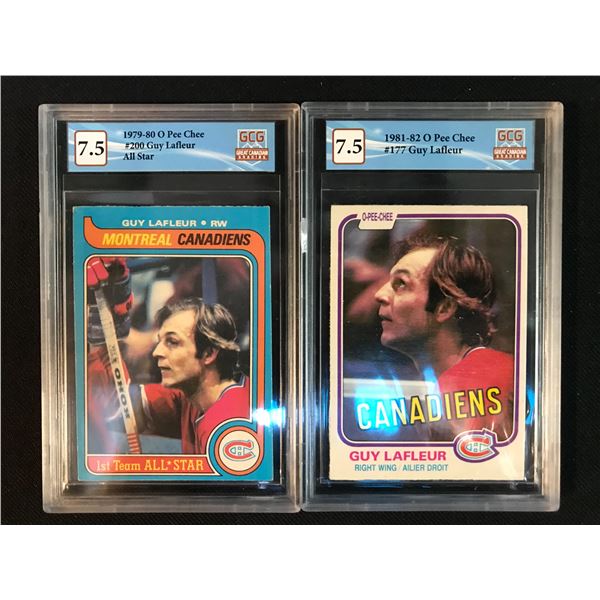 7.5
1979-80 O Pee Chee
#200 Guy Lafleur
All Star
GCG
GREAT CANADIAN
GRADING
GUY LAFLEUR • RW
MONTREAL CANADIENS
KOHO
1st Team ALL★STAR
7.5
1981-82 O Pee Chee
#177 Guy Lafleur
GCG
GREAT CANADIAN
GRADING
O-PEE-CHEE
CANADIENS
GUY LAFLEUR
RIGHT WING / AILIER DROIT